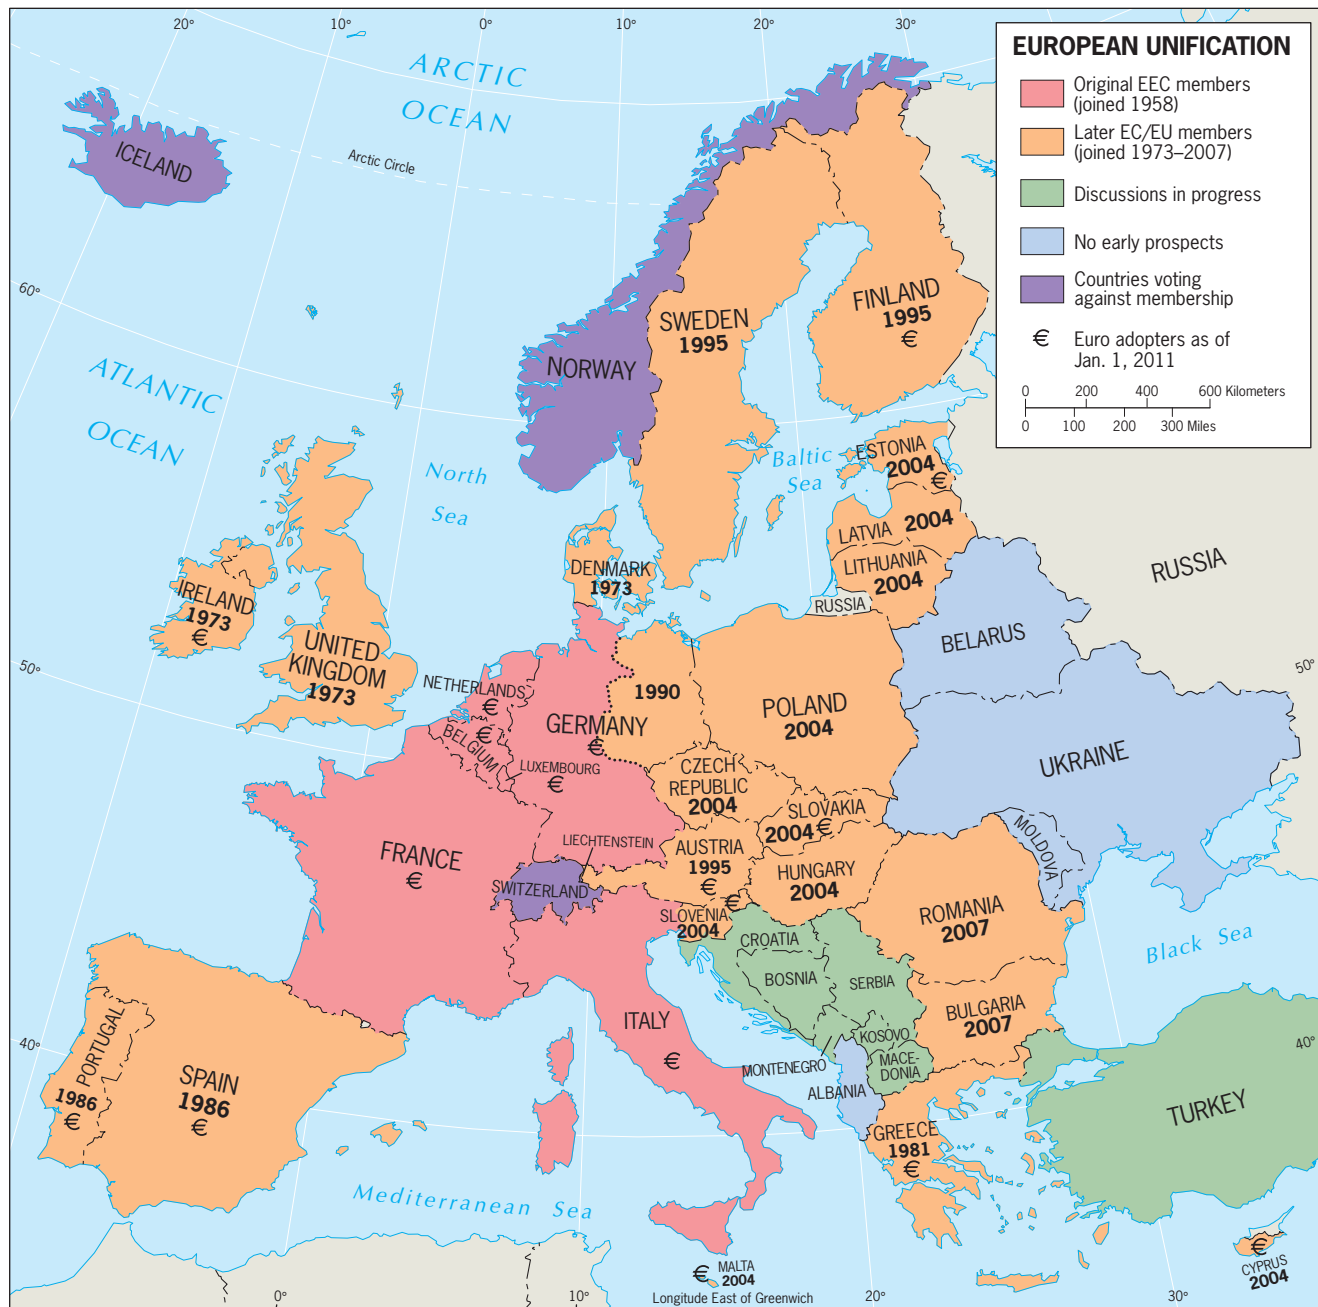 20°
10°
0°
10°
20°
30°
ARCTIC
OCEAN
Arctic Circle
EUROPEAN UNIFICATION
Original EEC members
(joined 1958)
Later EC/EU members
(joined 1973–2007)
Discussions in progress
No early prospects
Countries voting
against membership
€ Euro adopters as of
Jan. 1, 2011
0 200 400 600 Kilometers
0 100 200 300 Miles
ICELAND
60°
ATLANTIC
OCEAN
North
Sea
NORWAY
SWEDEN
1995
FINLAND
1995
€
Baltic
Sea
ESTONIA
2004
€
LATVIA 2004
LITHUANIA
2004
RUSSIA
RUSSIA
DENMARK
1973
IRELAND
1973
€
UNITED
KINGDOM
1973
50°
50°
BELARUS
NETHERLANDS
€
BELGIUM
€
GERMANY
€
1990
LUXEMBOURG
€
POLAND
2004
UKRAINE
CZECH
REPUBLIC
2004
SLOVAKIA
2004 €
LIECHTENSTEIN
AUSTRIA
1995
€
HUNGARY
2004
MOLDOVA
FRANCE
€
SWITZERLAND
€
SLOVENIA
2004
ROMANIA
2007
Black Sea
CROATIA
BOSNIA
SERBIA
BULGARIA
2007
ITALY
€
KOSOVO
MONTENEGRO
MACE-
DONIA
ALBANIA
40°
40°
PORTUGAL
1986
€
SPAIN
1986
€
TURKEY
GREECE
1981
€
Mediterranean Sea
€ MALTA
2004
€
CYPRUS
2004
Longitude East of Greenwich
0°
10°
20°
30°